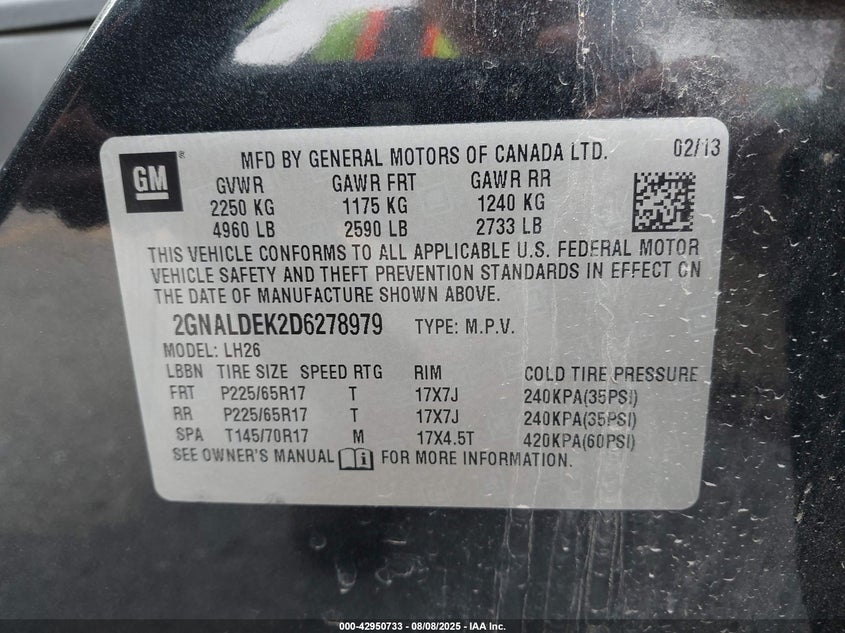 GM ® MFD BY GENERAL MOTORS OF CANADA LTD. 02/13
GVWR GAWR FRT GAWR RR
2250 KG 1175 KG 1240 KG
4960 LB 2590 LB 2733 LB
THIS VEHICLE CONFORMS TO ALL APPLICABLE U.S. FEDERAL MOTOR
VEHICLE SAFETY AND THEFT PREVENTION STANDARDS IN EFFECT ON
THE DATE OF MANUFACTURE SHOWN ABOVE.
2GNALDEK2D6278979 TYPE: M.P.V.
MODEL: LH26
LBBN TIRE SIZE SPEED RTG RIM COLD TIRE PRESSURE
FRT P225/65R17 T 17X7J 240KPA(35PSI)
RR P225/65R17 T 17X7J 240KPA(35PSI)
SPA T145/70R17 M 17X4.5T 420KPA(60PSI)
SEE OWNER'S MANUAL i FOR MORE INFORMATION.
000-42950733 - 08/08/2025 - IAA Inc.